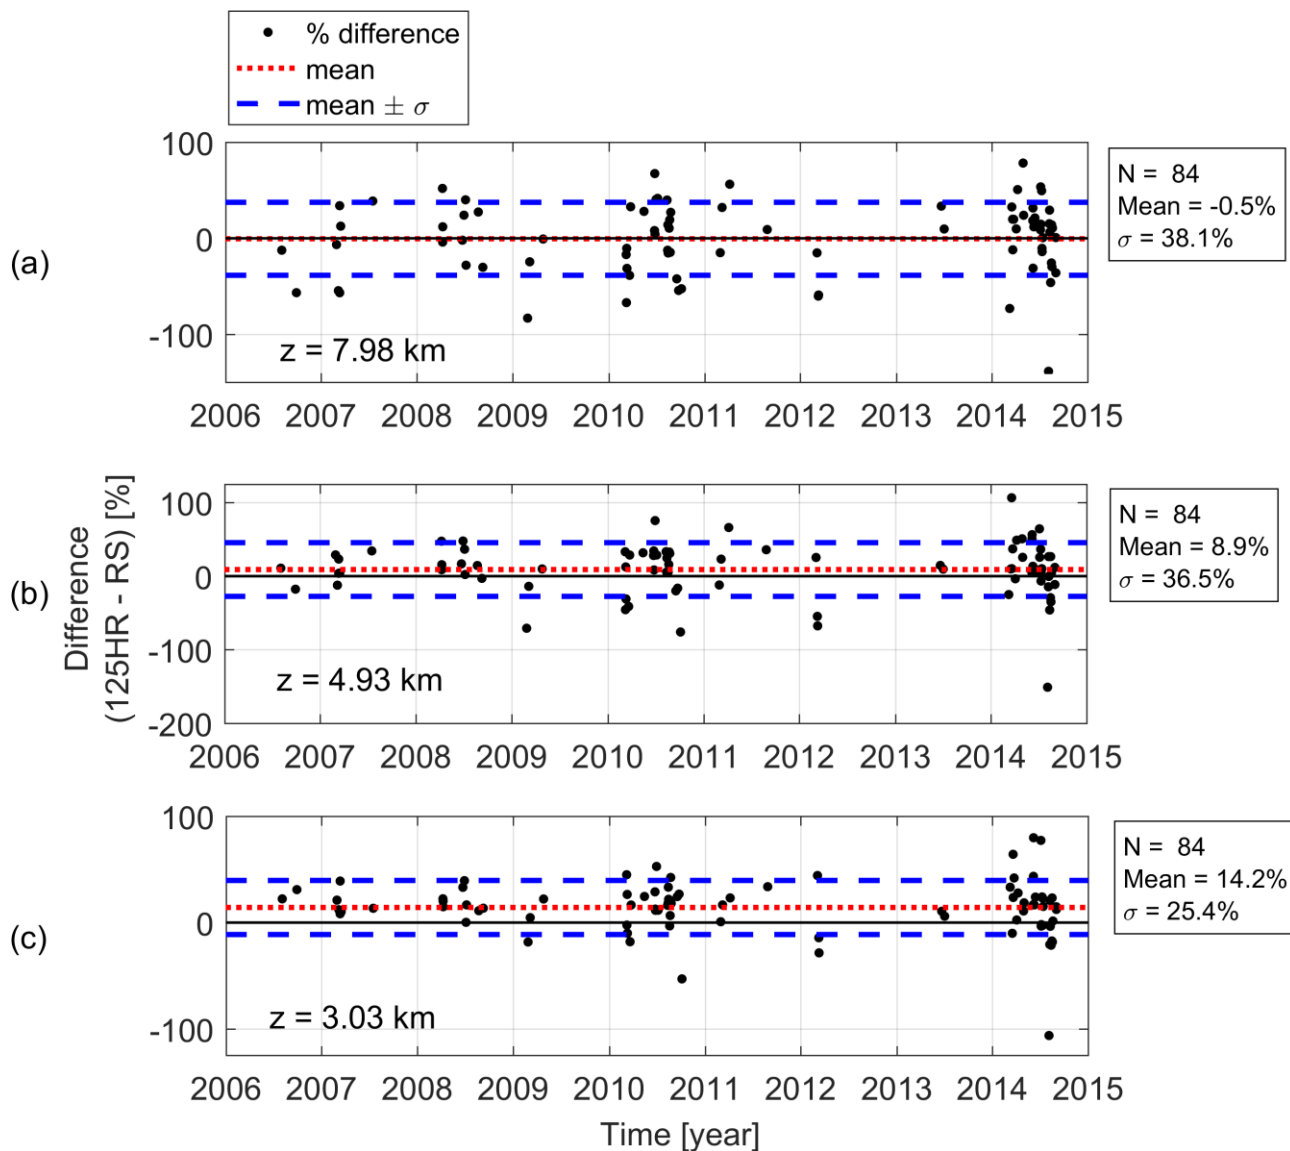 % difference
mean
mean ± σ
(a)
100
0
-100
z = 7.98 km
2006 2007 2008 2009 2010 2011 2012 2013 2014 2015
N = 84
Mean = -0.5%
σ = 38.1%
Difference
(125HR - RS) [%]
(b)
100
0
-100
-200
z = 4.93 km
2006 2007 2008 2009 2010 2011 2012 2013 2014 2015
N = 84
Mean = 8.9%
σ = 36.5%
(c)
100
0
-100
z = 3.03 km
2006 2007 2008 2009 2010 2011 2012 2013 2014 2015
N = 84
Mean = 14.2%
σ = 25.4%
Time [year]